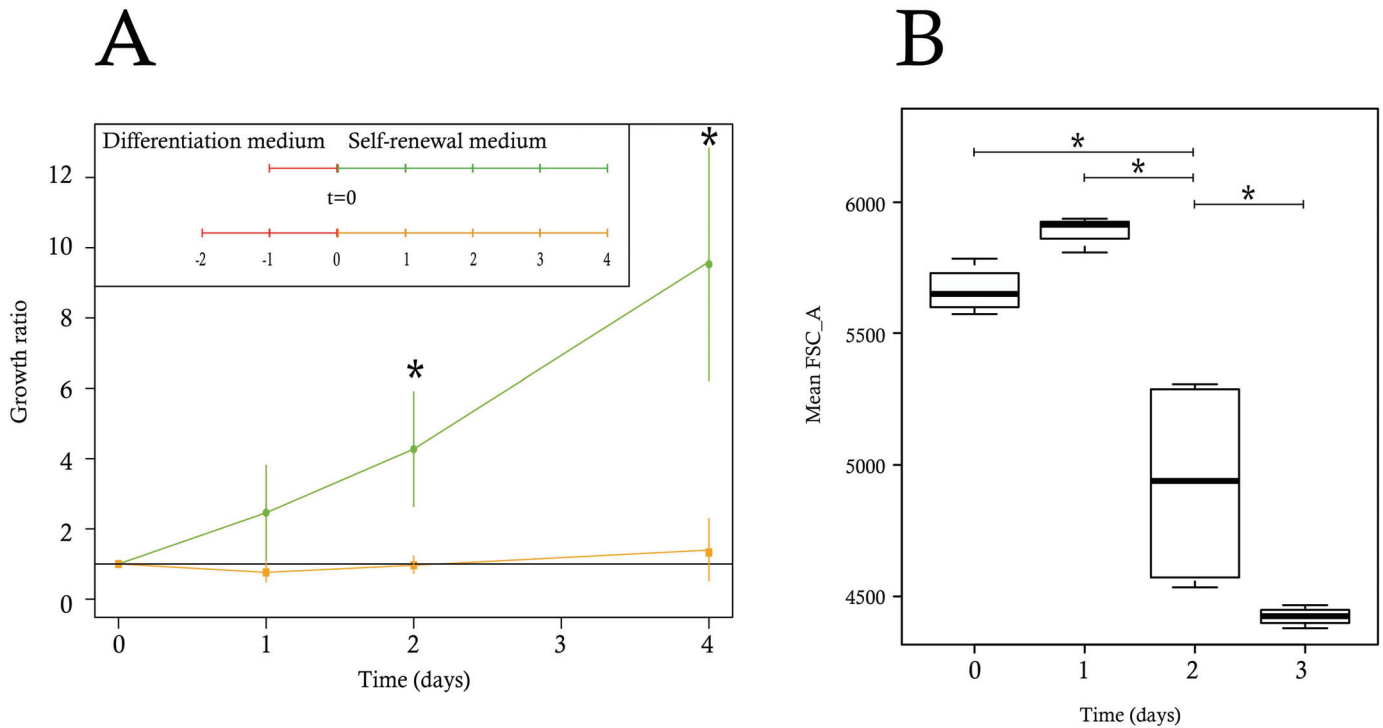 A
Differentiation medium Self-renewal medium
t=0
-2 -1 0 1 2 3 4
*
*
12
10
8
6
4
2
0
Growth ratio
0 1 2 3 4
Time (days)
B
*
*
*
6000
5500
5000
4500
Mean FSC_A
0 1 2 3
Time (days)